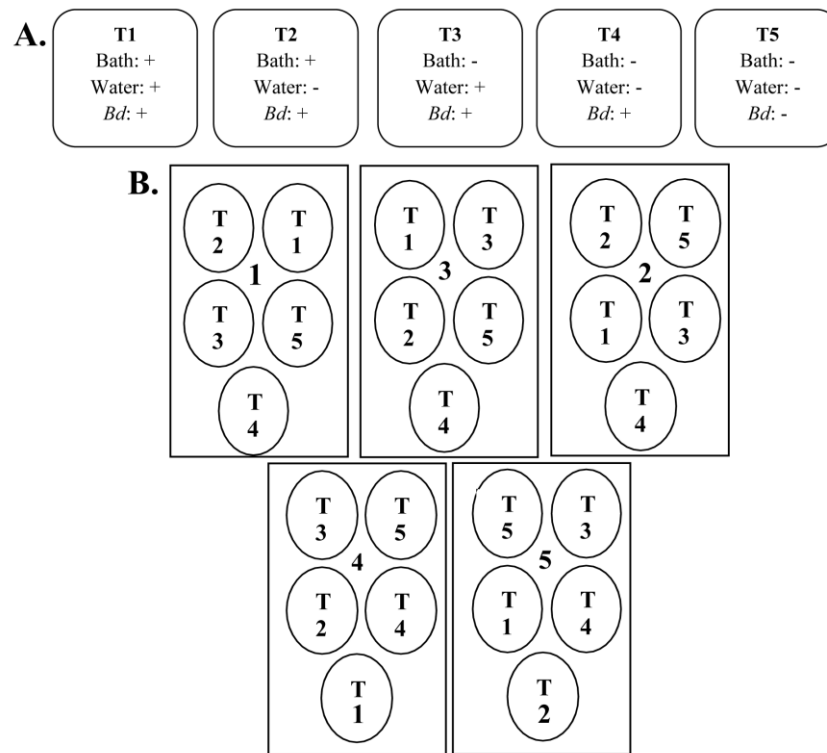 A.
T1
Bath: +
Water: +
Bd: +
T2
Bath: +
Water: -
Bd: +
T3
Bath: -
Water: +
Bd: +
T4
Bath: -
Water: -
Bd: +
T5
Bath: -
Water: -
Bd: -
B.
T
2
T
1
1
T
3
T
5
T
4
T
1
T
3
3
T
2
T
5
T
4
T
2
T
5
2
T
1
T
3
T
4
T
3
T
5
4
T
2
T
4
T
1
T
5
T
3
5
T
1
T
4
T
2